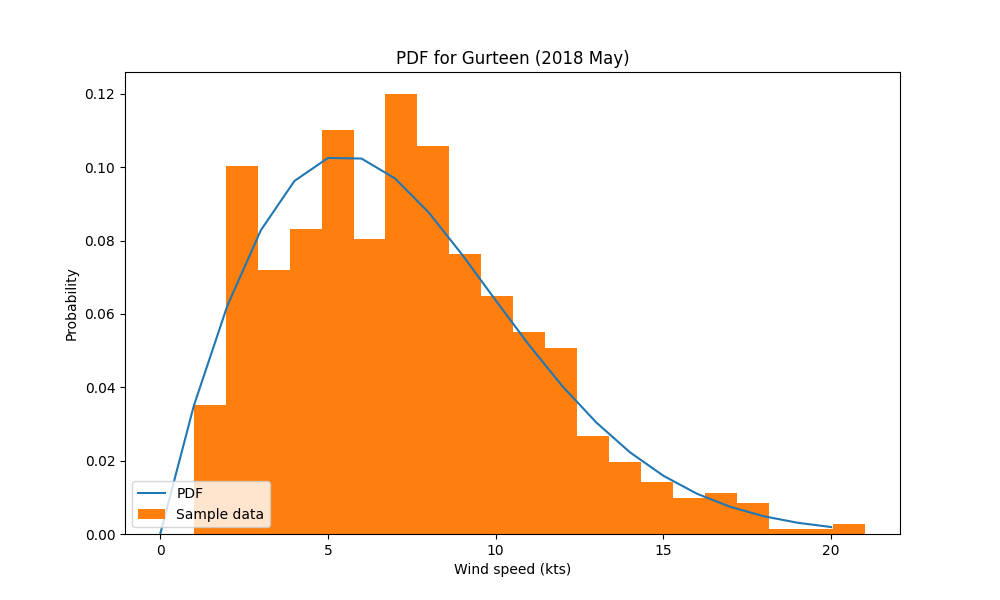 PDF for Gurteen (2018 May)
0.12
0.10
0.08
0.06
0.04
0.02
0.00
Probability
PDF
Sample data
0
5
10
15
20
Wind speed (kts)